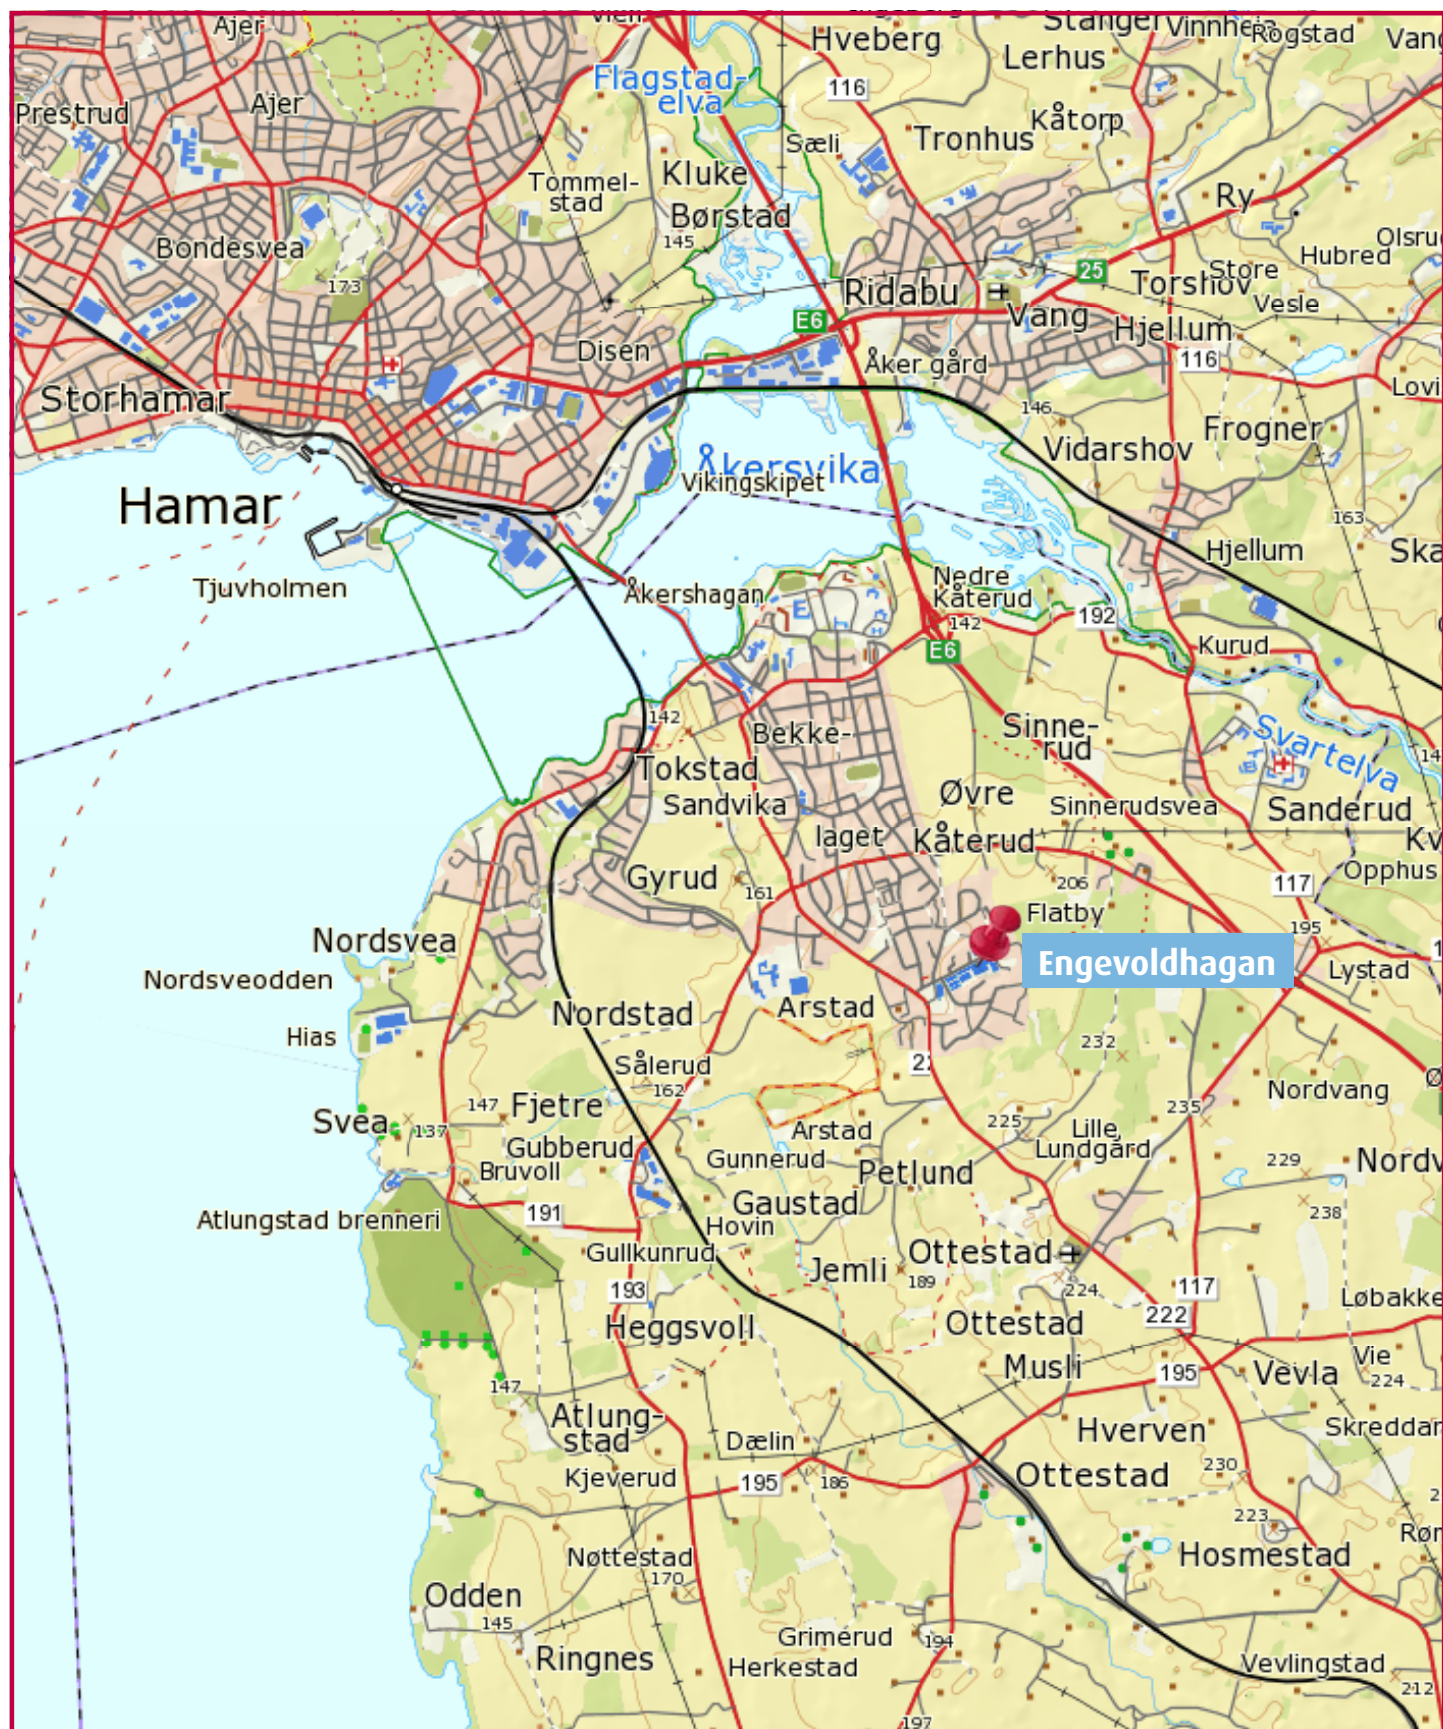 Ajer
Hveberg
Stanger
Lerhus
Rogstad
116
Flagstad-
elva
Prestrud
Ajer
Kåtorp
Tronhus
Sæli
Kluke
Tommel-
stad
Ry
Børstad
145
Bondesvea
Olsrud
Hubred
Store
25
Torshov
Vesle
173
Ridabu
Vang
E6
Hjellum
Disen
Åker gård
116
Storhamar
146
Frogner
Vidarshov
Åkersvika
Vikingskipet
Hamar
163
Hjellum
Tjuvholmen
Åkershagan
Nedre
Kåterud
142
192
E6
Kurud
142
Bekke-
Sinne-
rud
Svartelva
Tokstad
Sandvika
Øvre
Sinnerudsvea
Sanderud
laget
Kåterud
Opphus
Gyrud
161
206
117
Flatby
195
Nordsvea
Engevoldhagan
Lystad
Nordsveodden
Nordstad
Arstad
Hias
232
Sålerud
162
Nordvang
147
Fjetre
235
Svea
137
Arstad
225
Lille
Lundgård
Gubberud
Bruvoll
Gunnerud
Petlund
229
Gaustad
238
Atlungstad brenneri
191
Hovin
Gullkunrud
Ottestad
Jemli
189
193
224
117
222
Løbakke
Heggsvoll
Ottestad
Musli
195
Vevla
Vie
224
147
Atlung-
stad
Dælin
Hverven
Kjeverud
195
186
Ottestad
230
223
Nøttestad
170
Hosmestad
Odden
145
Grimerud
194
Ringnes
Herkestad
Vevlingstad
212
197